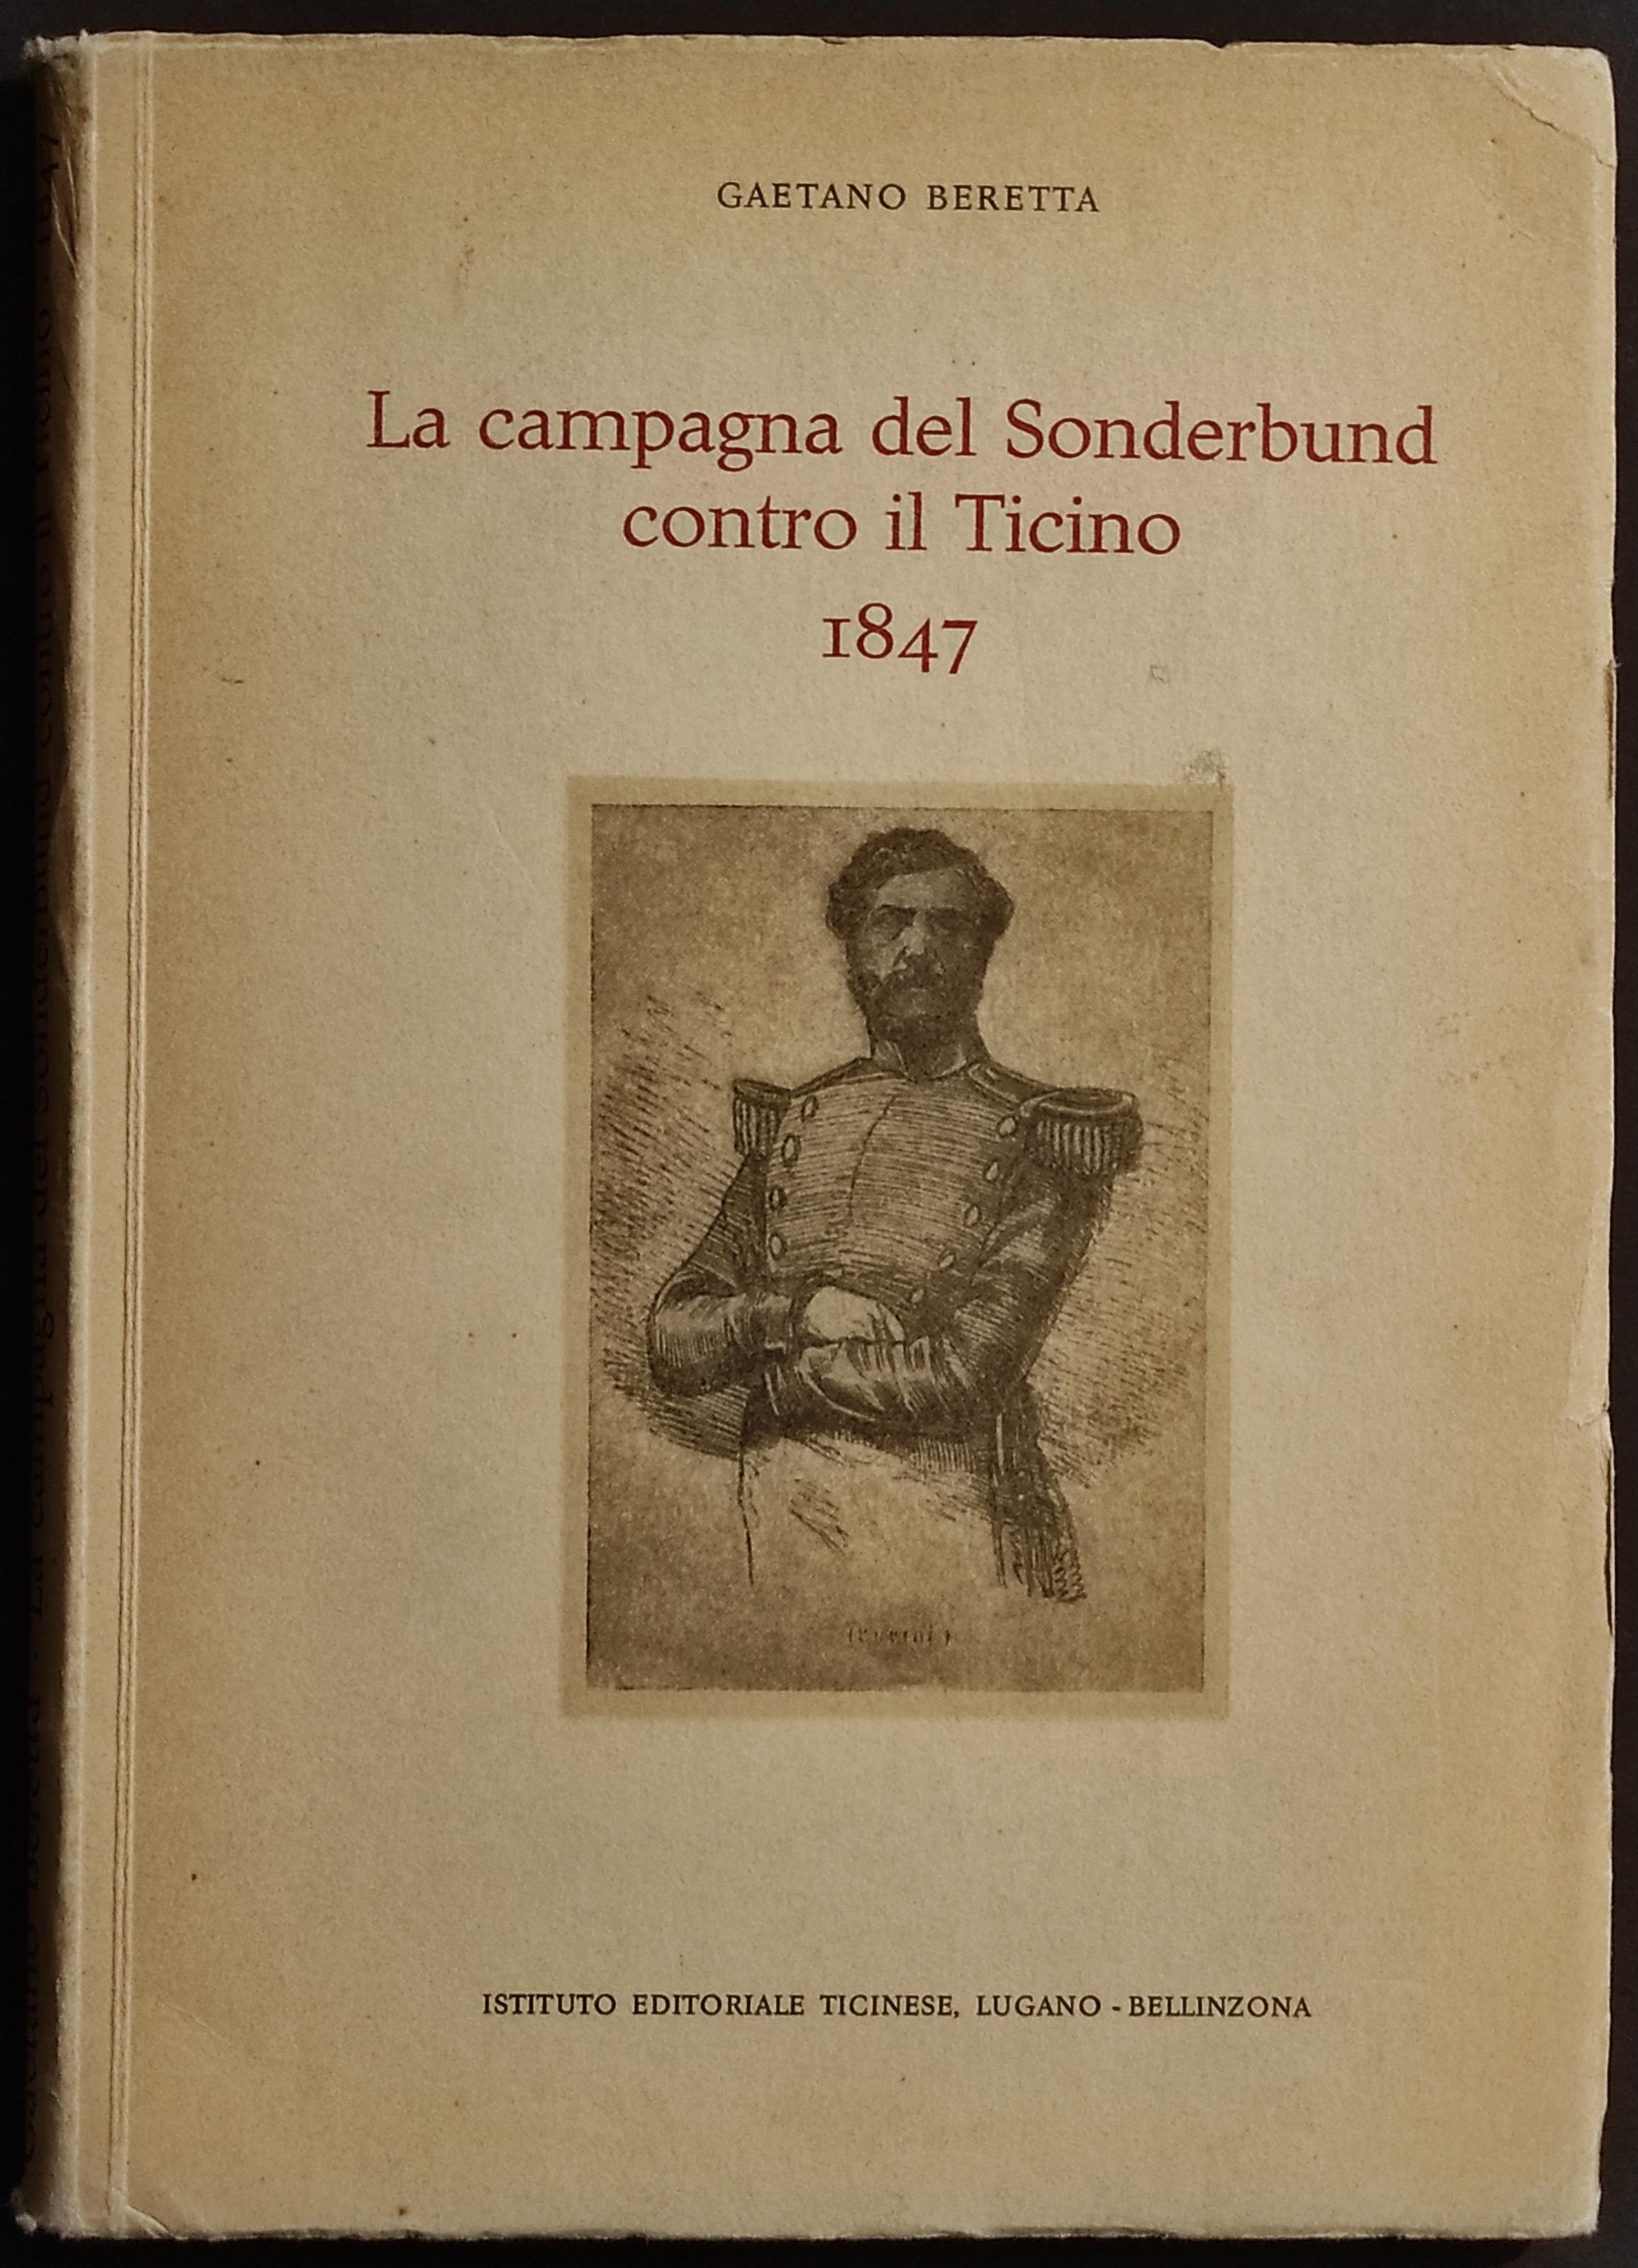 GAETANO BERETTA
La campagna del Sonderbund
contro il Ticino
1847
ISTITUTO EDITORIALE TICINESE, LUGANO - BELLINZONA